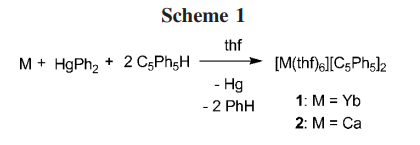 Scheme 1
M + HgPh₂ + 2 C₅Ph₅H
thf
- Hg
- 2 PhH
[M(thf)₆][C₅Ph₅]₂
1: M = Yb
2: M = Ca